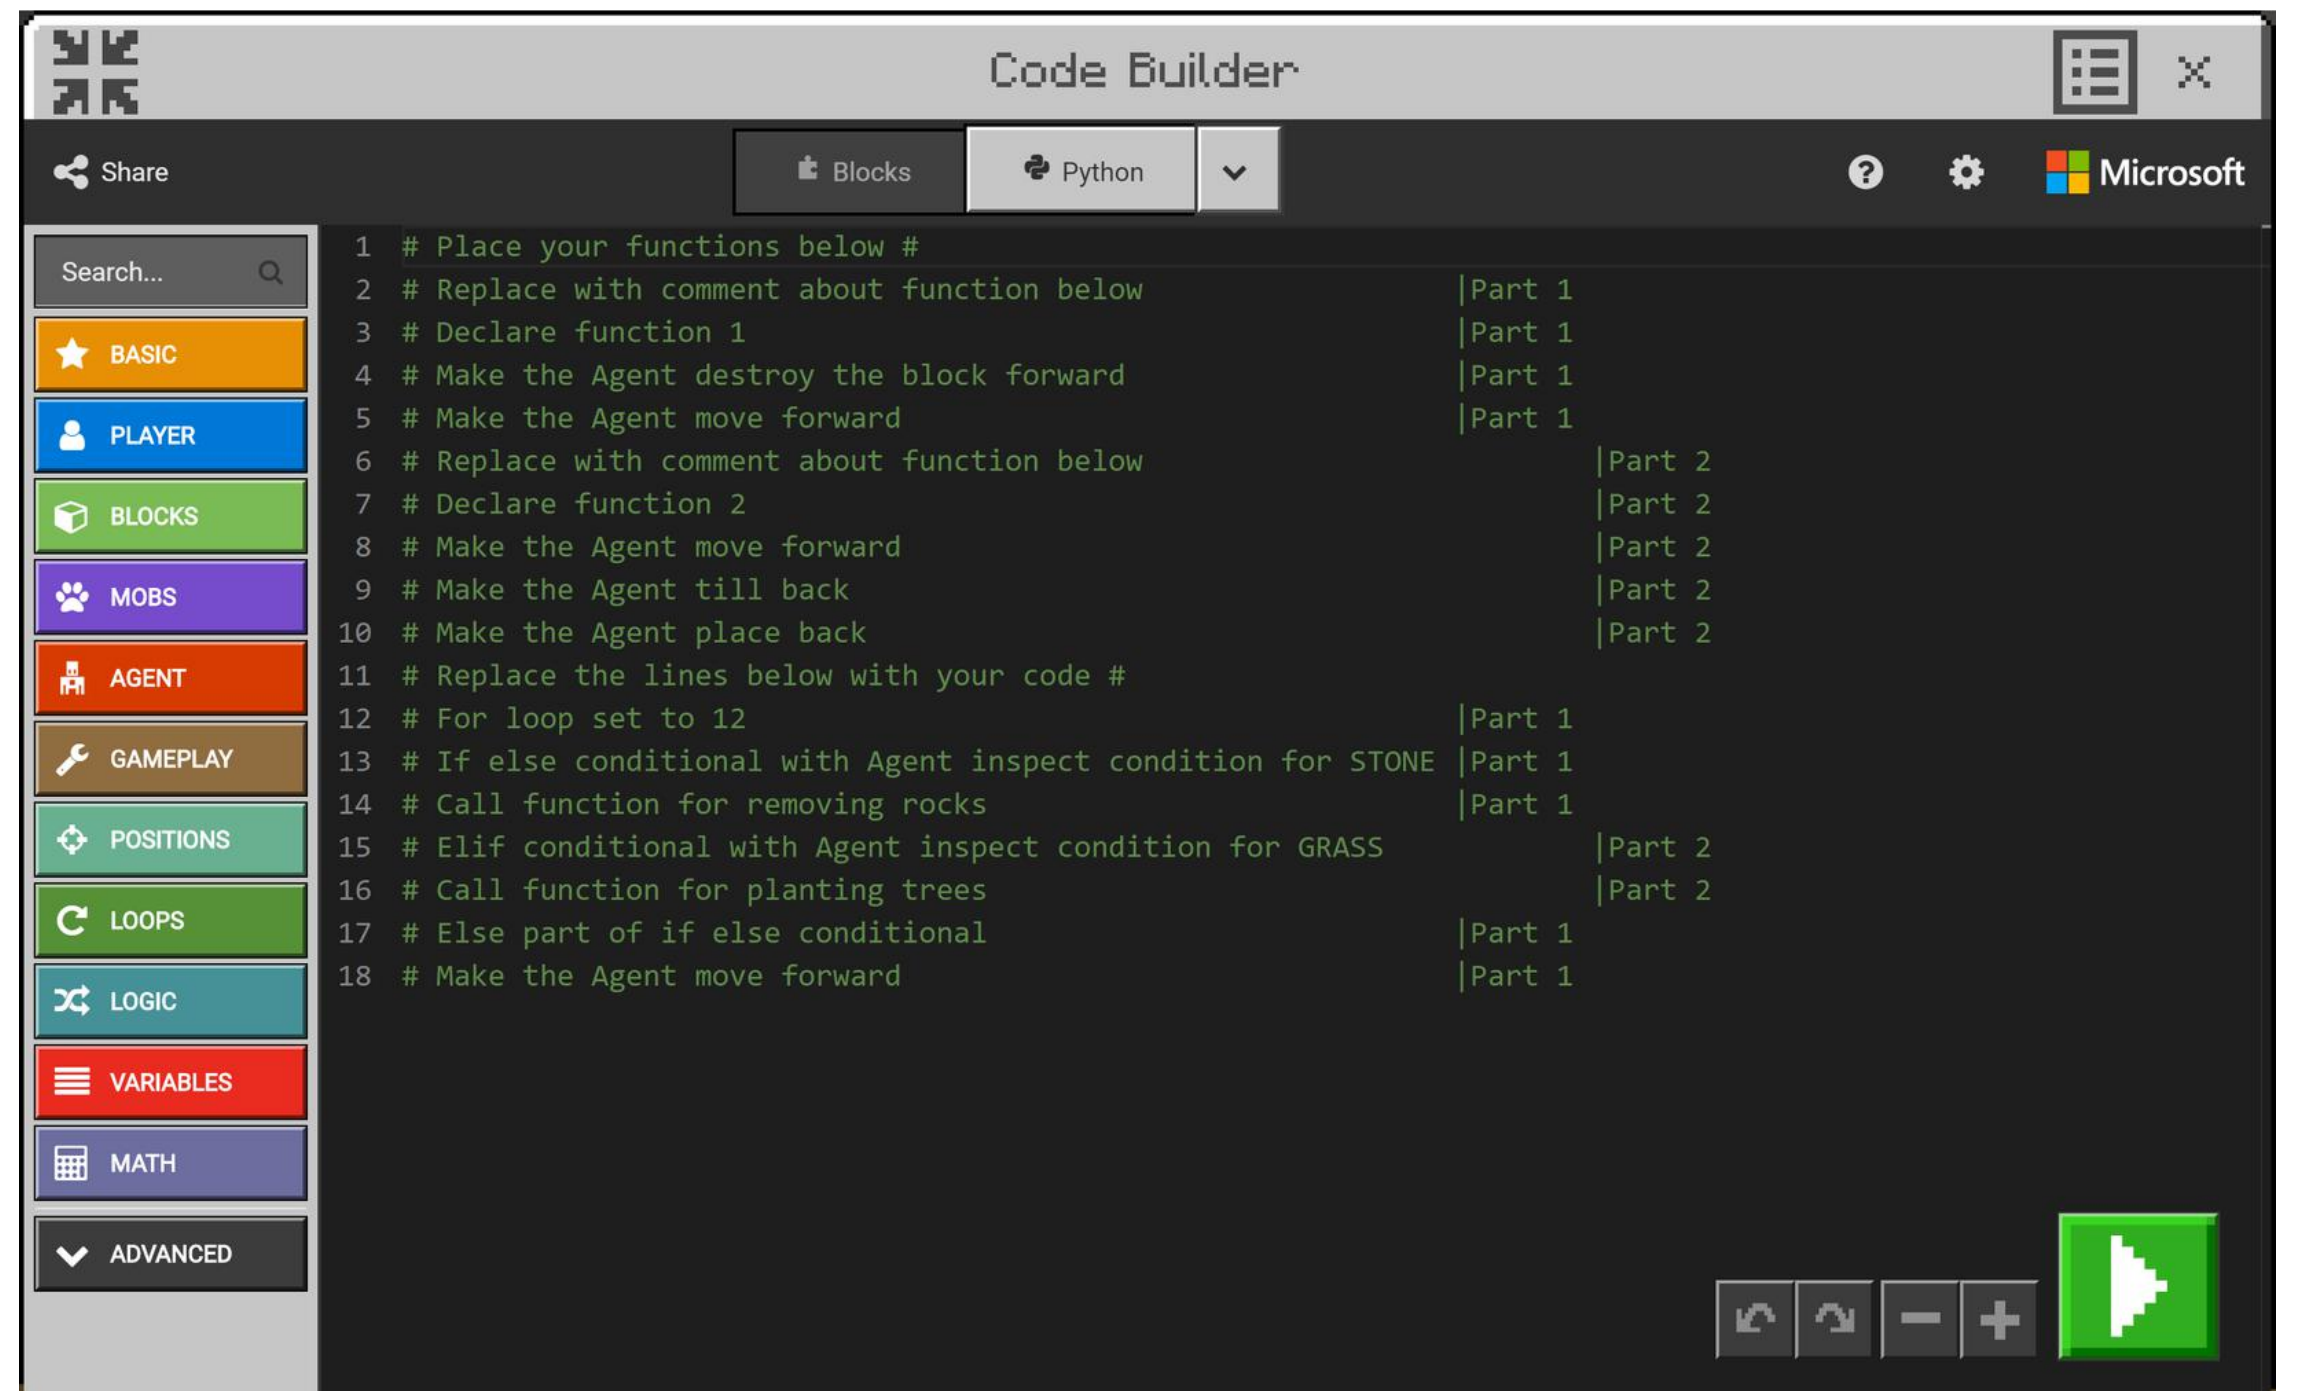 Code Builder
Share
Blocks
Python
Microsoft
Search...
BASIC
PLAYER
BLOCKS
MOBS
AGENT
GAMEPLAY
POSITIONS
LOOPS
LOGIC
VARIABLES
MATH
ADVANCED
1 # Place your functions below #
2 # Replace with comment about function below |Part 1
3 # Declare function 1 |Part 1
4 # Make the Agent destroy the block forward |Part 1
5 # Make the Agent move forward |Part 1
6 # Replace with comment about function below |Part 2
7 # Declare function 2 |Part 2
8 # Make the Agent move forward |Part 2
9 # Make the Agent till back |Part 2
10 # Make the Agent place back |Part 2
11 # Replace the lines below with your code #
12 # For loop set to 12 |Part 1
13 # If else conditional with Agent inspect condition for STONE |Part 1
14 # Call function for removing rocks |Part 1
15 # Elif conditional with Agent inspect condition for GRASS |Part 2
16 # Call function for planting trees |Part 2
17 # Else part of if else conditional |Part 1
18 # Make the Agent move forward |Part 1